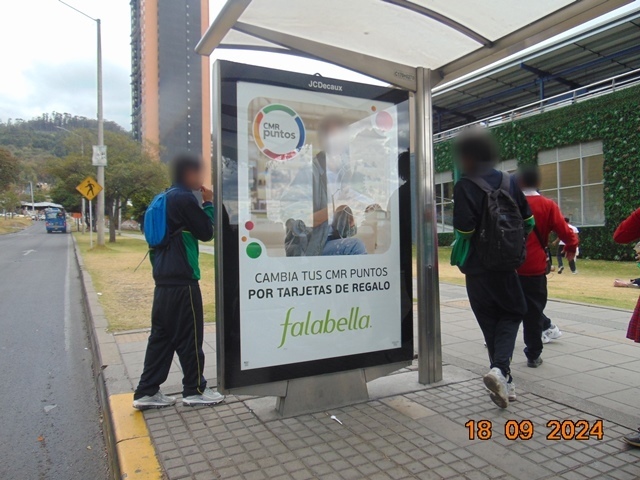 JCDecaux
CMR
puntos
CAMBIA TUS CMR PUNTOS
POR TARJETAS DE REGALO
falabella.
18 09 2024